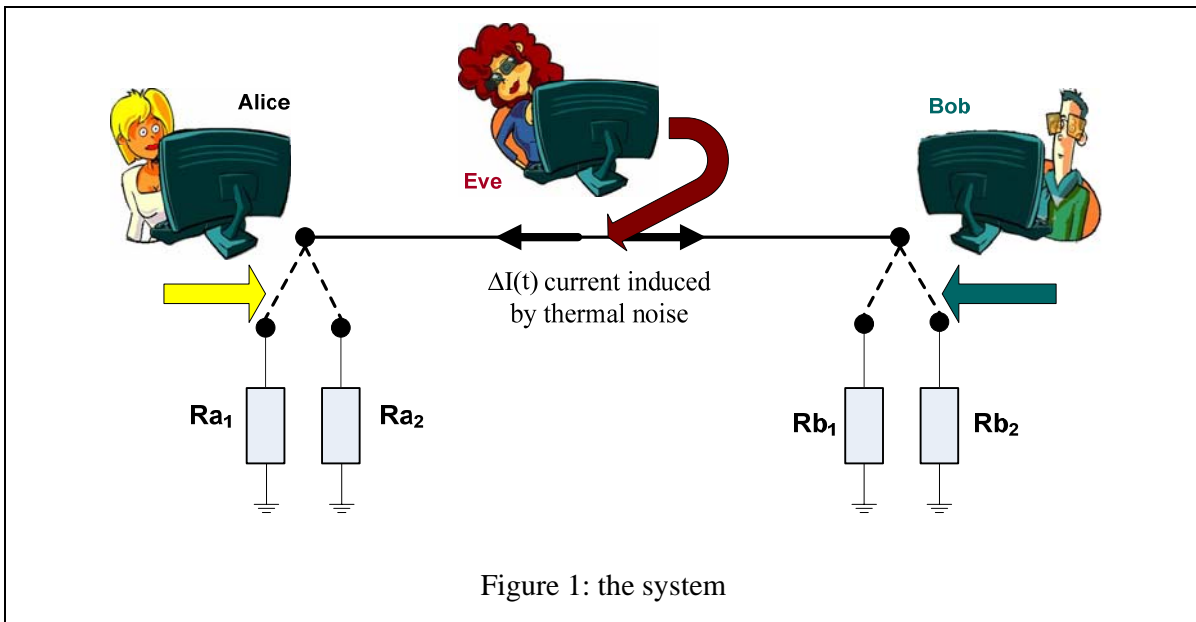 Alice
Bob
Eve
ΔI(t) current induced
by thermal noise
Ra1
Ra2
Rb1
Rb2
Figure 1: the system